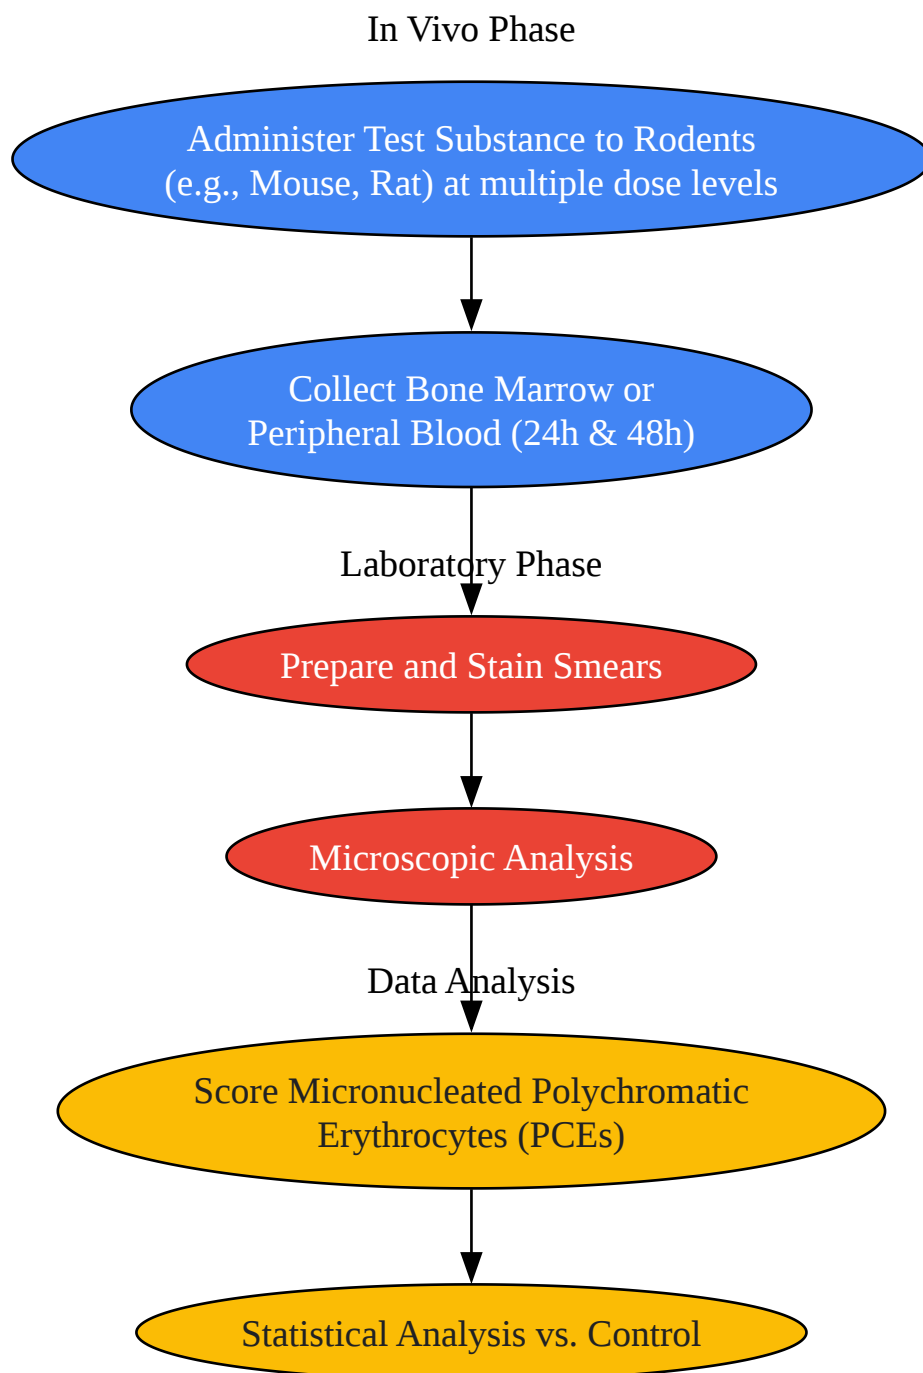 In Vivo Phase
Administer Test Substance to Rodents
(e.g., Mouse, Rat) at multiple dose levels
Collect Bone Marrow or
Peripheral Blood (24h & 48h)
Laboratory Phase
Prepare and Stain Smears
Microscopic Analysis
Data Analysis
Score Micronucleated Polychromatic
Erythrocytes (PCEs)
Statistical Analysis vs. Control